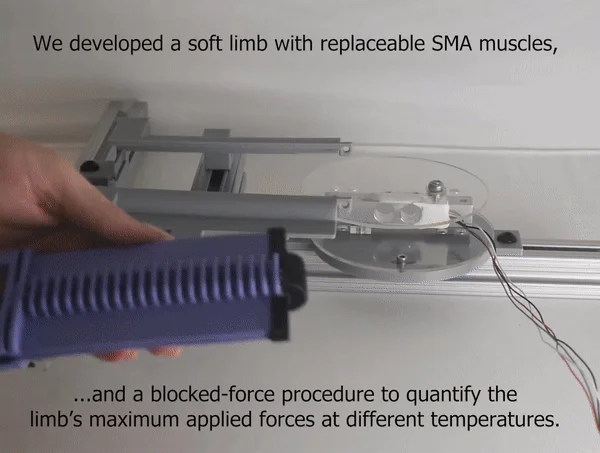 We developed a soft limb with replaceable SMA muscles,
...and a blocked-force procedure to quantify the
limb's maximum applied forces at different temperatures.